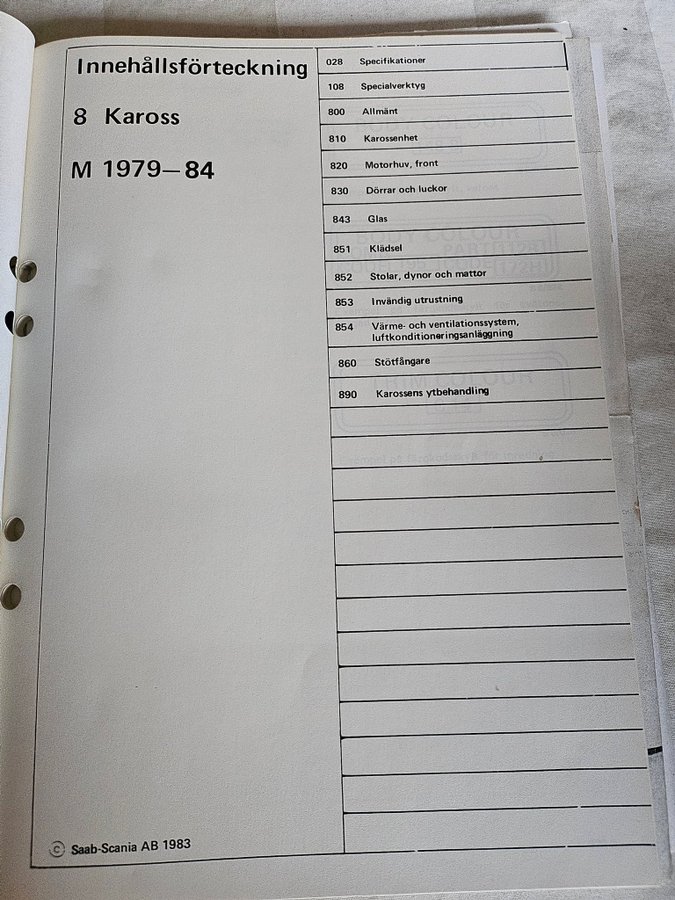 Innehållsförteckning
8 Kaross
M 1979–84
028 Specifikationer
108 Specialverktyg
800 Allmänt
810 Karossenhet
820 Motorhuv, front
830 Dörrar och luckor
843 Glas
851 Klädsel
852 Stolar, dynor och mattor
853 Invändig utrustning
854 Värme- och ventilationssystem,
luftkonditioneringsanläggning
860 Stötfångare
890 Karossens ytbehandling
© Saab-Scania AB 1983